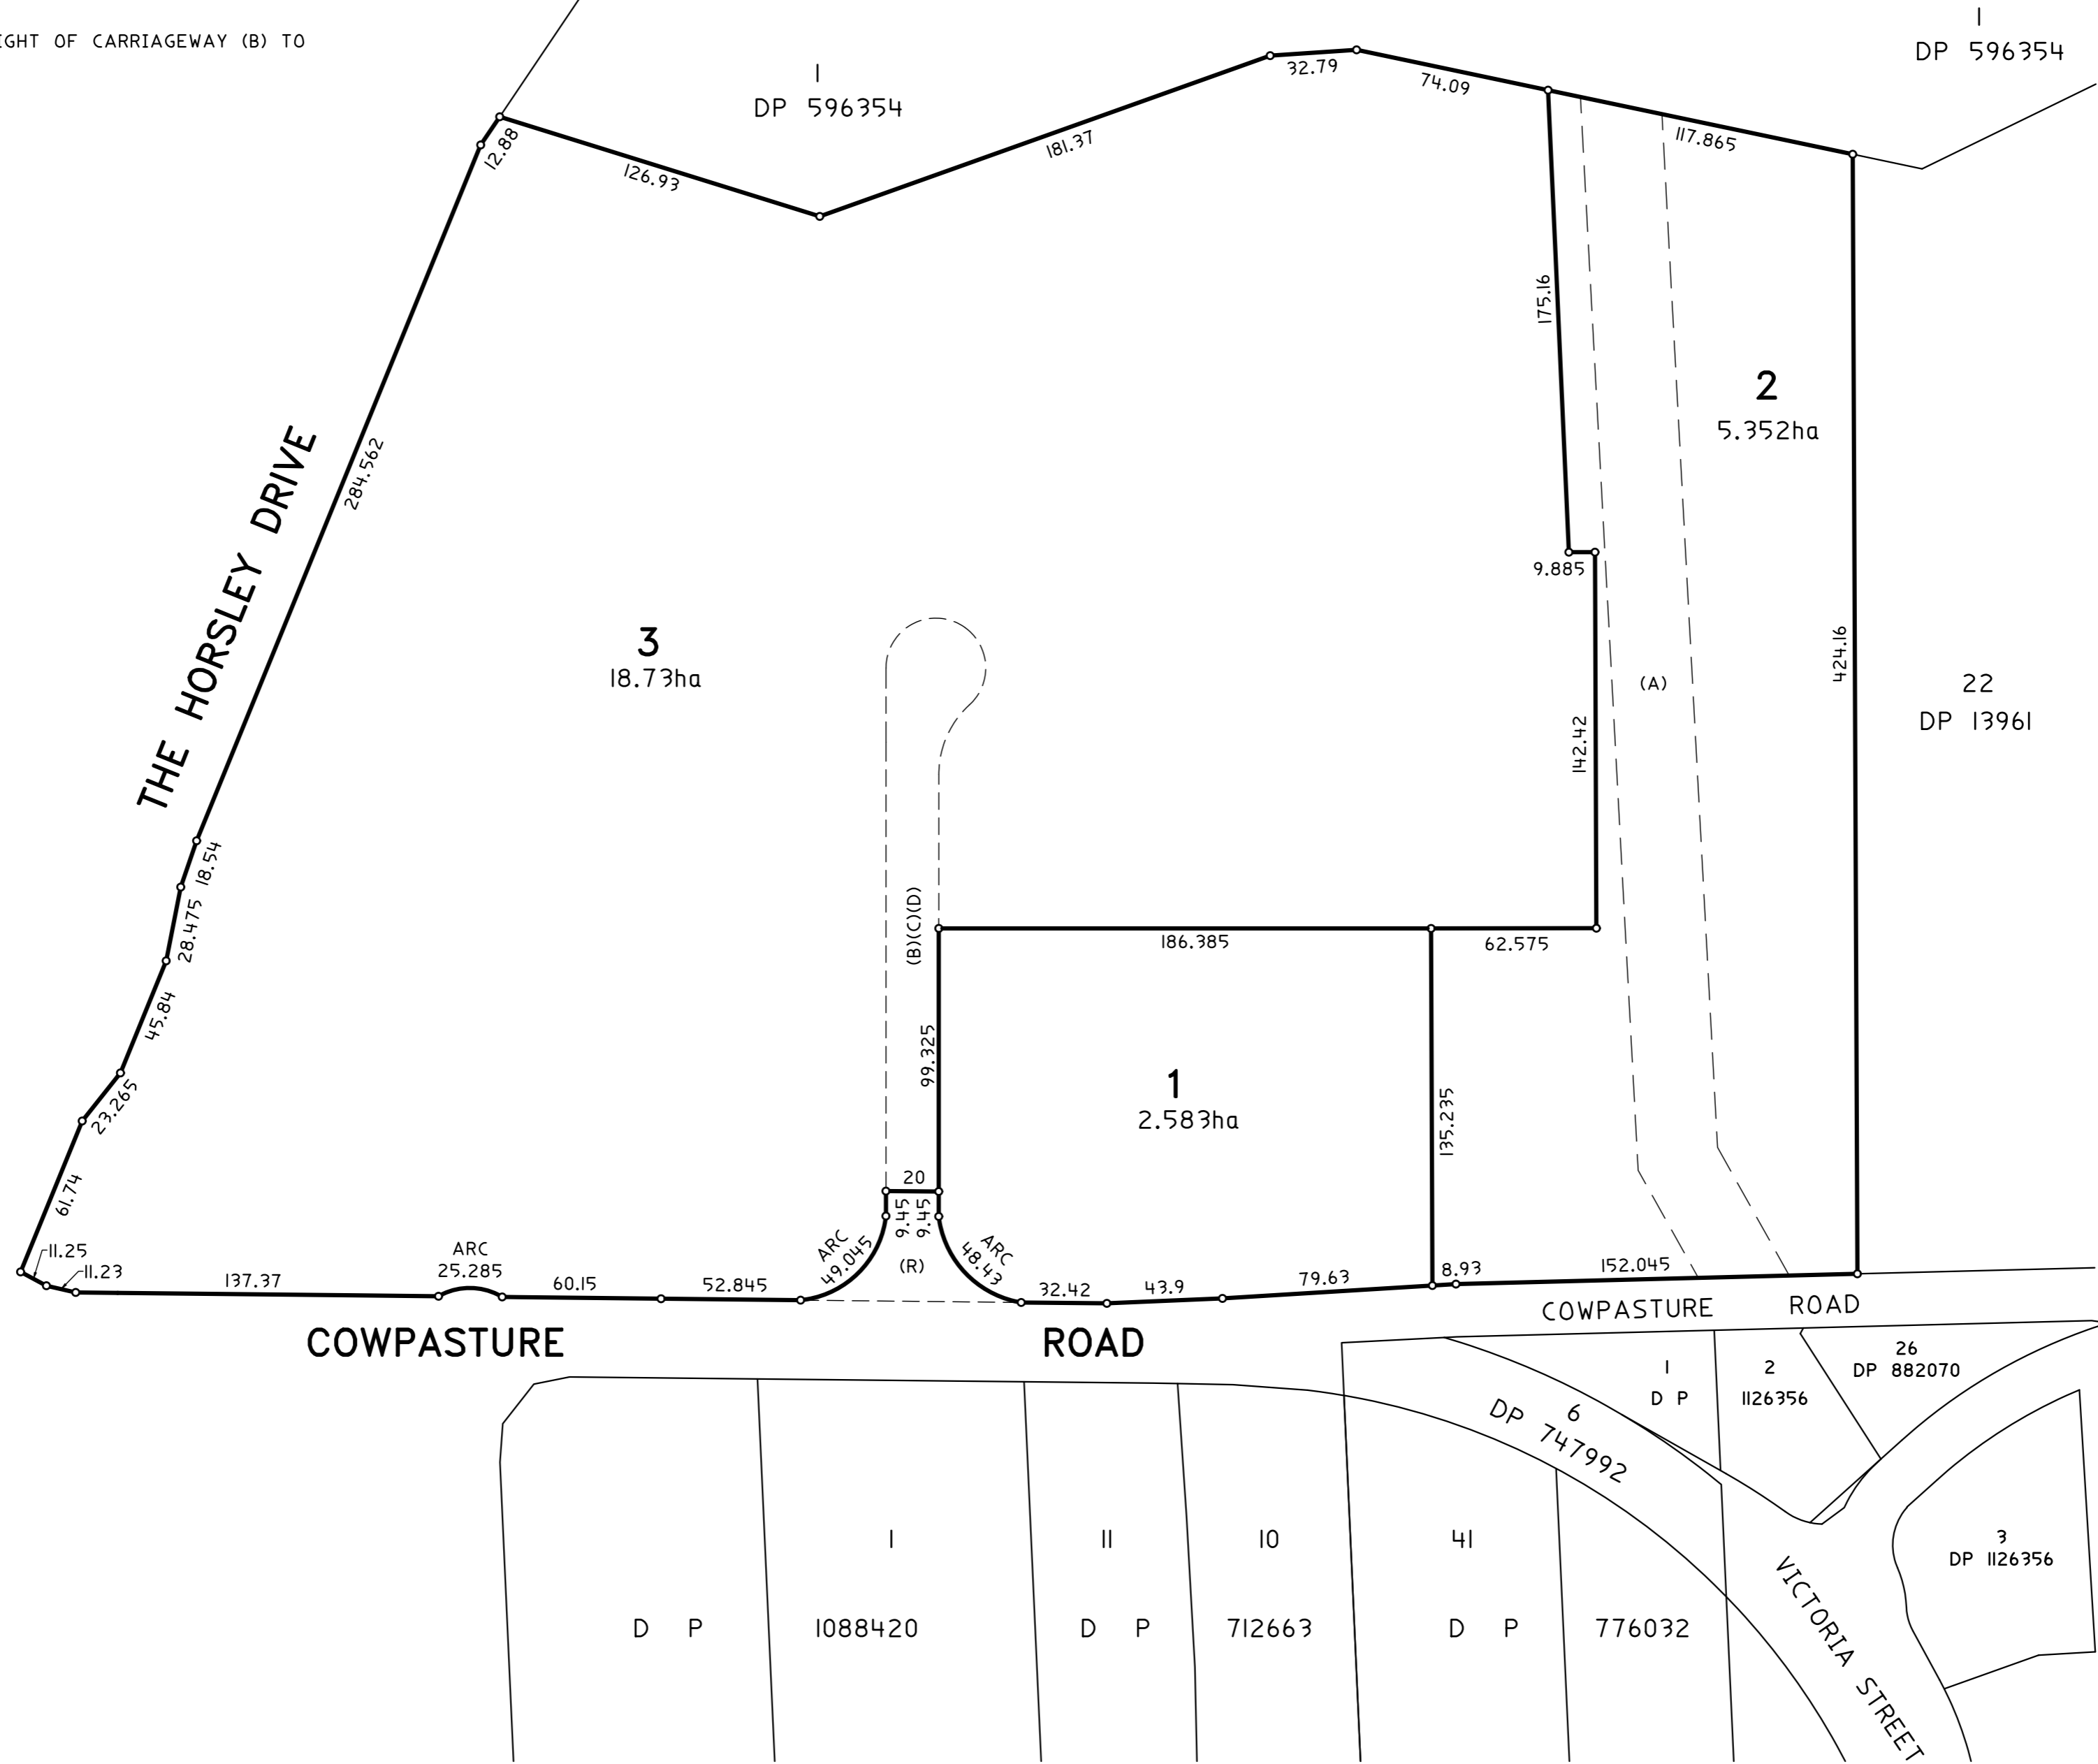 IGHT OF CARRIAGEWAY (B) TO
1
DP 596354
1
DP 596354
32.79
74.09
117.865
181.37
126.93
12.88
284.562
THE HORSLEY DRIVE
175.16
2
5.352ha
9.885
3
18.73ha
424.16
(A)
22
DP 13961
142.42
18.54
28.475
45.84
23.265
61.74
(B)(C)(D)
186.385
62.575
99.325
1
2.583ha
135.235
20
9.45
9.45
ARC
49.045
(R)
ARC
48.43
11.25
11.23
137.37
ARC
25.285
60.15
52.845
32.42
43.9
79.63
8.93
152.045
COWPASTURE ROAD
COWPASTURE ROAD
1
D P
2
1126356
26
DP 882070
6
DP 747992
1
11
10
41
3
DP 1126356
D P 1088420
D P 712663
D P 776032
VICTORIA STREET